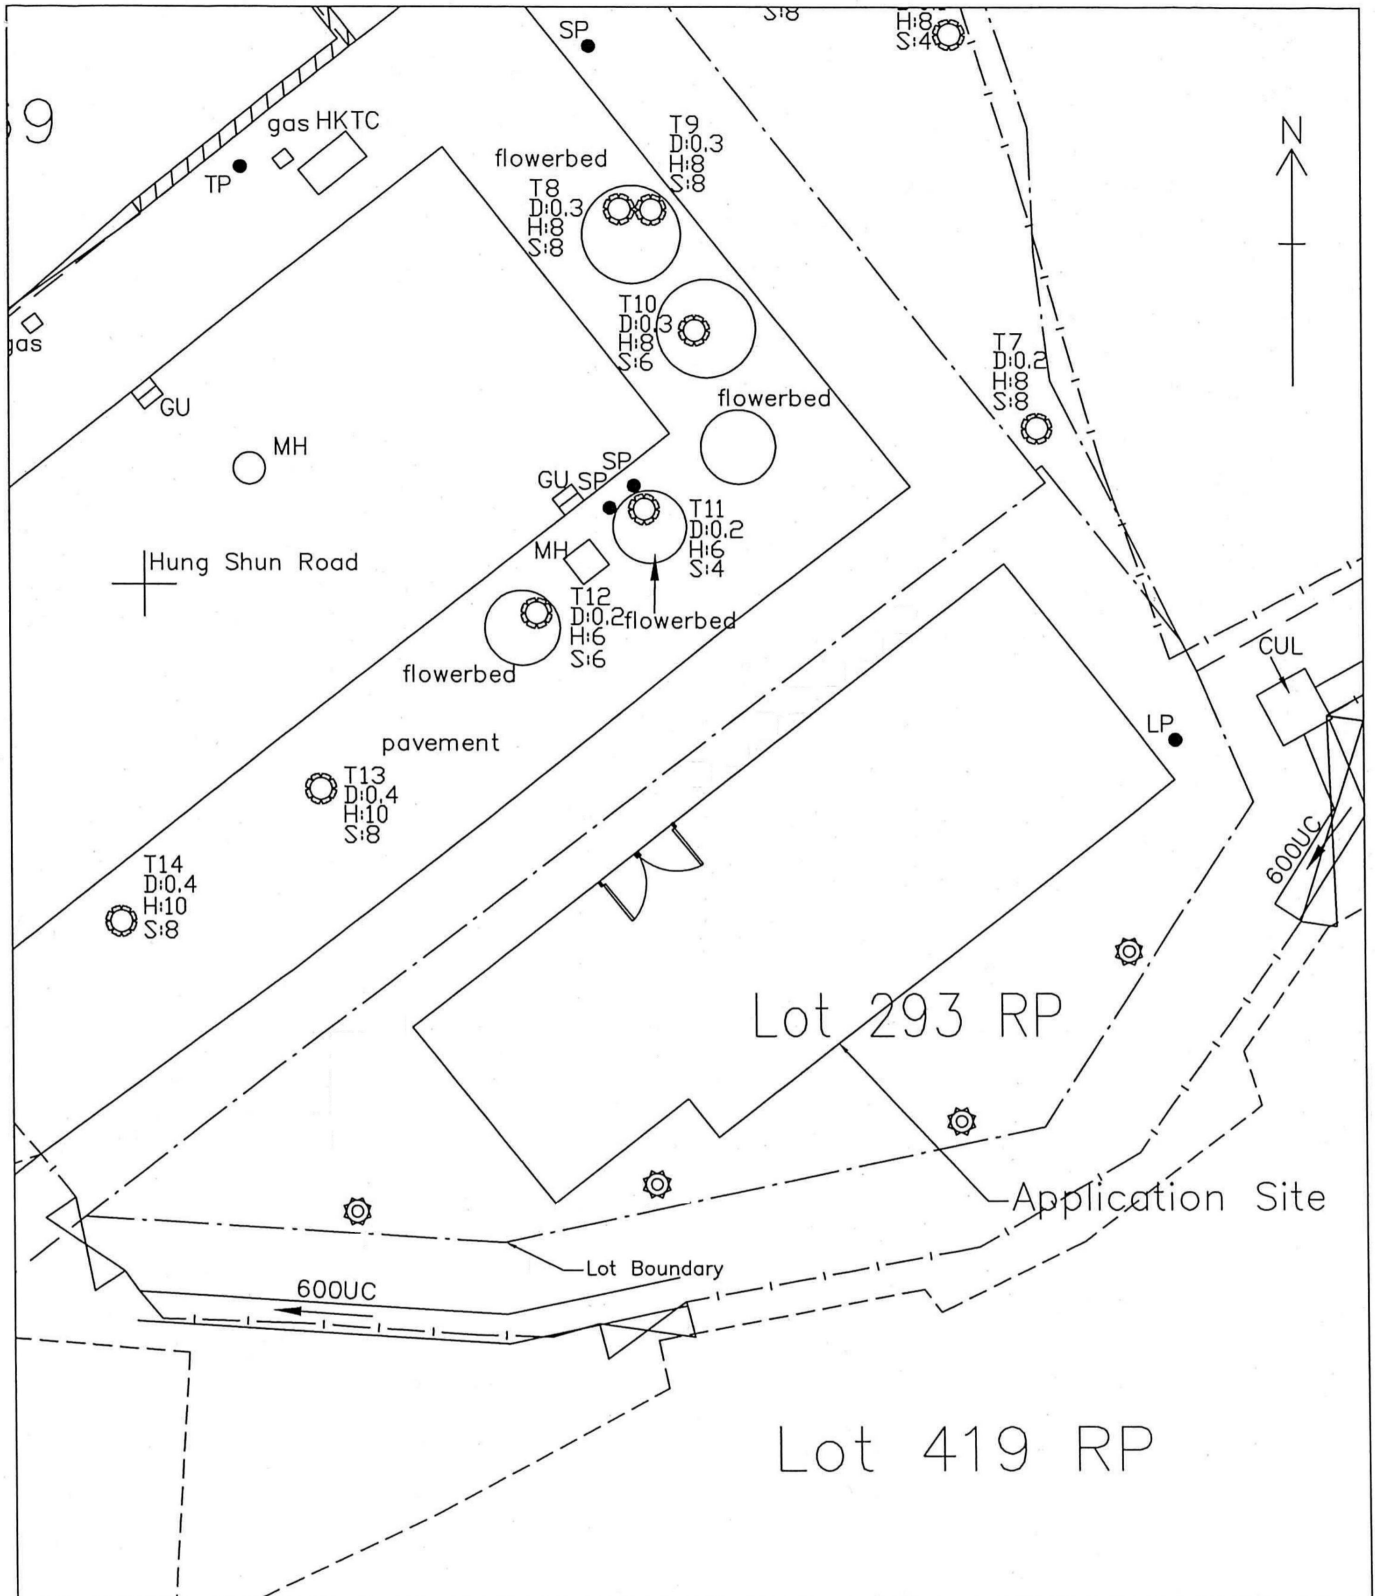 SP
S:8
H:8
S:4
9
gas HKTC
TP
N
T9
D:0.3
H:8
S:8
flowerbed
T8
D:0.3
H:8
S:8
T10
D:0.3
H:8
S:6
gas
T7
D:0.2
H:8
S:8
flowerbed
GU
MH
SP
GU SP
T11
D:0.2
H:6
S:4
MH
Hung Shun Road
T12
D:0.2
H:6
S:6
flowerbed
flowerbed
CUL
LP
pavement
T13
D:0.4
H:10
S:8
600UC
T14
D:0.4
H:10
S:8
Lot 293 RP
Application Site
Lot Boundary
600UC
Lot 419 RP